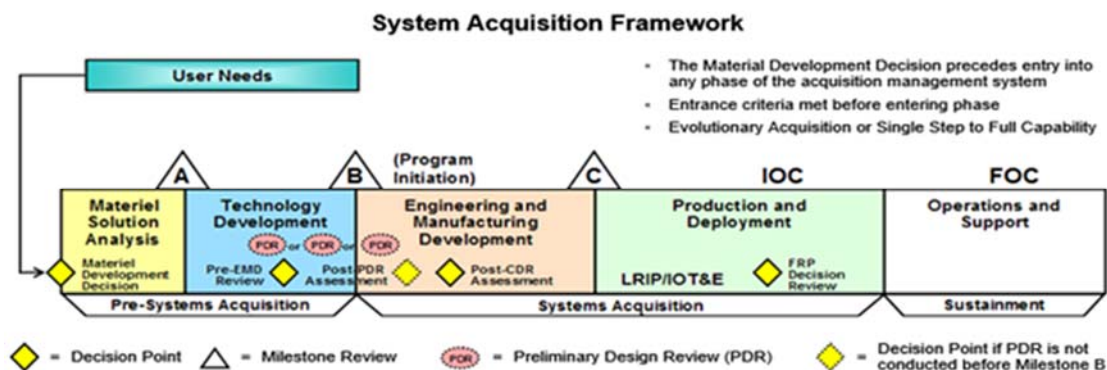 System Acquisition Framework
User Needs
- The Material Development Decision precedes entry into
any phase of the acquisition management system
- Entrance criteria met before entering phase
- Evolutionary Acquisition or Single Step to Full Capability
A
B
(Program
Initiation)
C
IOC
FOC
Materiel
Solution
Analysis
Technology
Development
Engineering and
Manufacturing
Development
Production and
Deployment
Operations and
Support
PDR or PDR or PDR
Materiel
Development
Decision
Pre-EMD
Review
Post-PDR
Assessment
Post-CDR
Assessment
LRIP/IOT&E
FRP
Decision
Review
Pre-Systems Acquisition
Systems Acquisition
Sustainment
= Decision Point
= Milestone Review
PDR = Preliminary Design Review (PDR)
= Decision Point if PDR is not
conducted before Milestone B